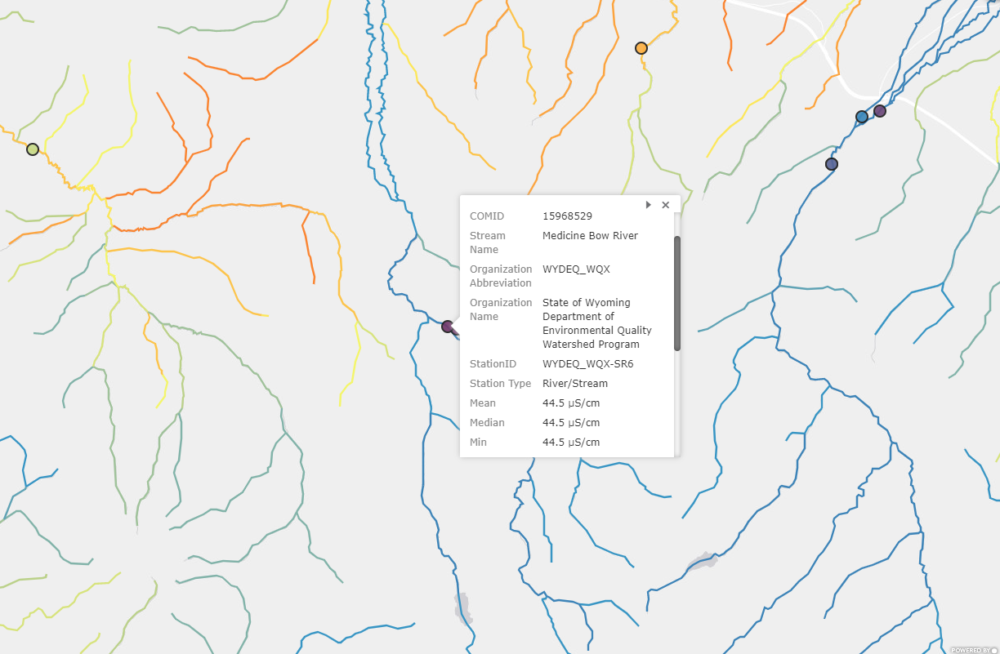 COMID 15968529
Stream Medicine Bow River
Name
Organization WYDEQ_WQX
Abbreviation
Organization State of Wyoming
Name Department of
Environmental Quality
Watershed Program
StationID WYDEQ_WQX-SR6
Station Type River/Stream
Mean 44.5 µS/cm
Median 44.5 µS/cm
Min 44.5 µS/cm
POWERED BY